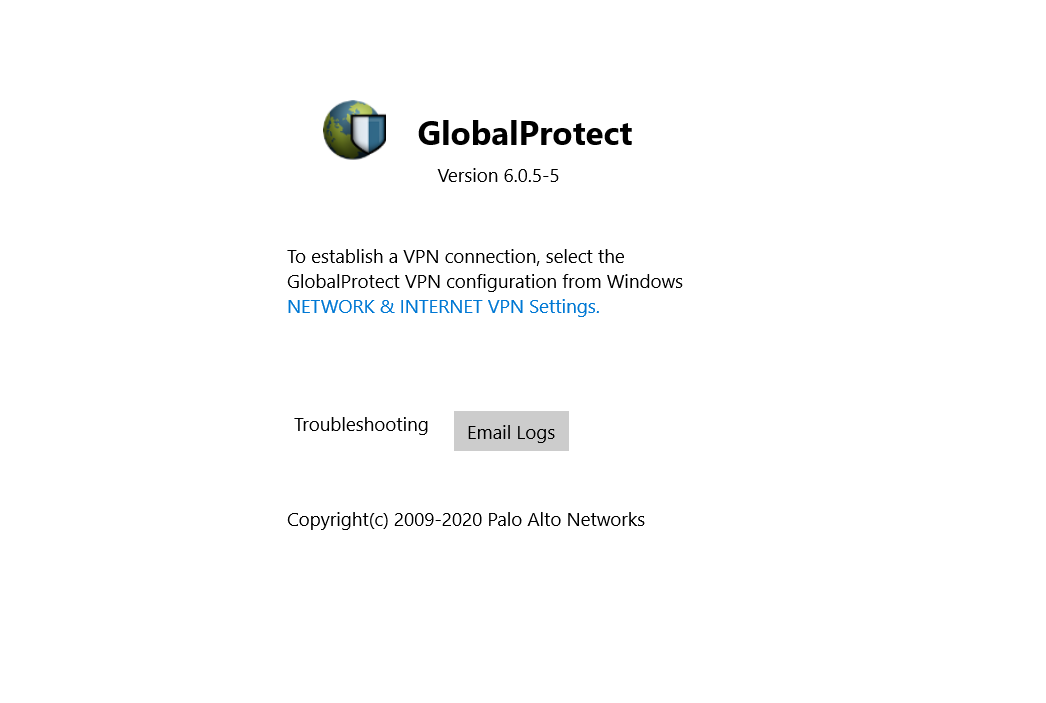 GlobalProtect
Version 6.0.5-5
To establish a VPN connection, select the
GlobalProtect VPN configuration from Windows
NETWORK & INTERNET VPN Settings.
Troubleshooting
Email Logs
Copyright(c) 2009-2020 Palo Alto Networks